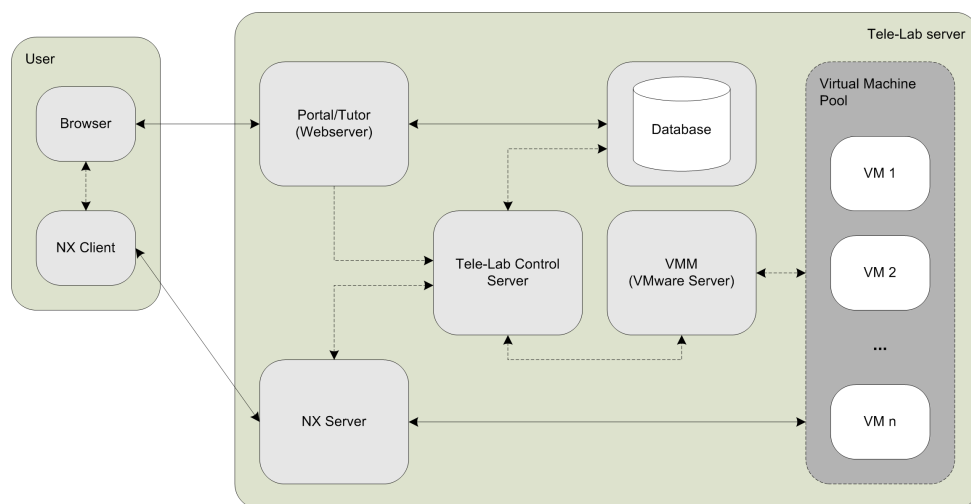 Tele-Lab server
User
Browser
NX Client
Portal/Tutor
(Webserver)
Database
Tele-Lab Control
Server
VMM
(VMware Server)
NX Server
Virtual Machine
Pool
VM 1
VM 2
...
VM n